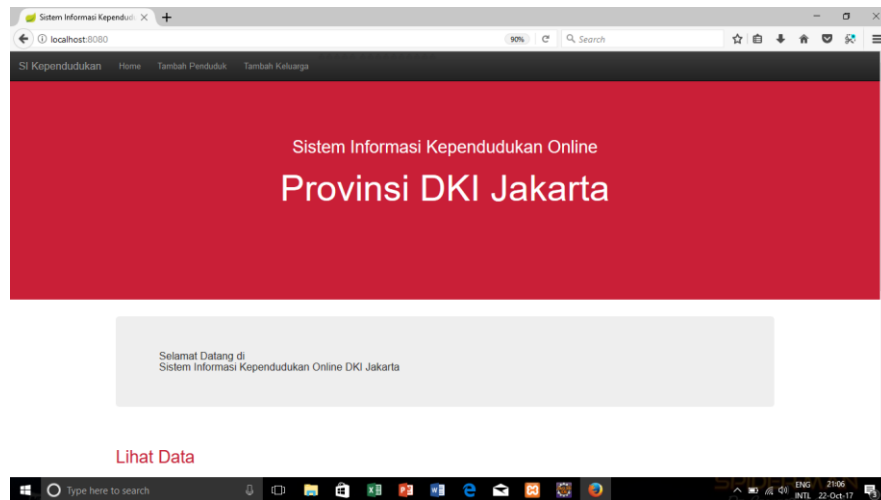 Sistem Informasi Kependudu
localhost:8080
90%
Search
SI Kependudukan Home Tambah Penduduk Tambah Keluarga
Sistem Informasi Kependudukan Online
Provinsi DKI Jakarta
Selamat Datang di
Sistem Informasi Kependudukan Online DKI Jakarta
Lihat Data
Type here to search
ENG 21:06
INTL 22-Oct-17